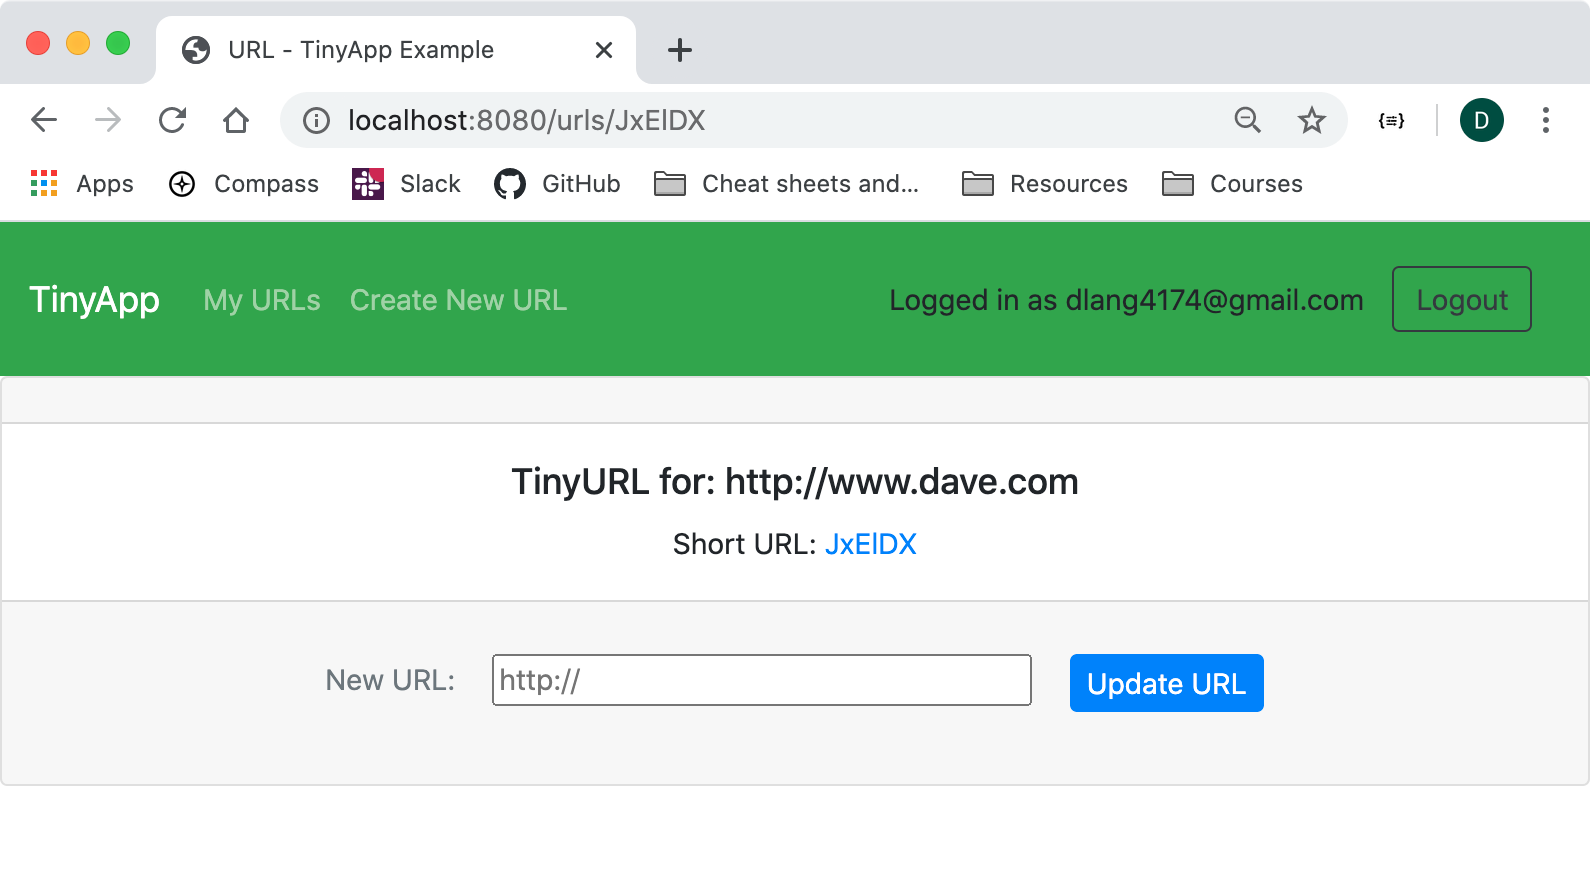 URL - TinyApp Example
localhost:8080/urls/JxElDX
D
Apps Compass Slack GitHub Cheat sheets and... Resources Courses
TinyApp My URLs Create New URL Logged in as dlang4174@gmail.com Logout
TinyURL for: http://www.dave.com
Short URL: JxElDX
New URL: http:// Update URL